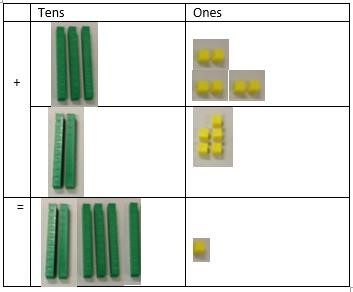 Tens Ones
+
=